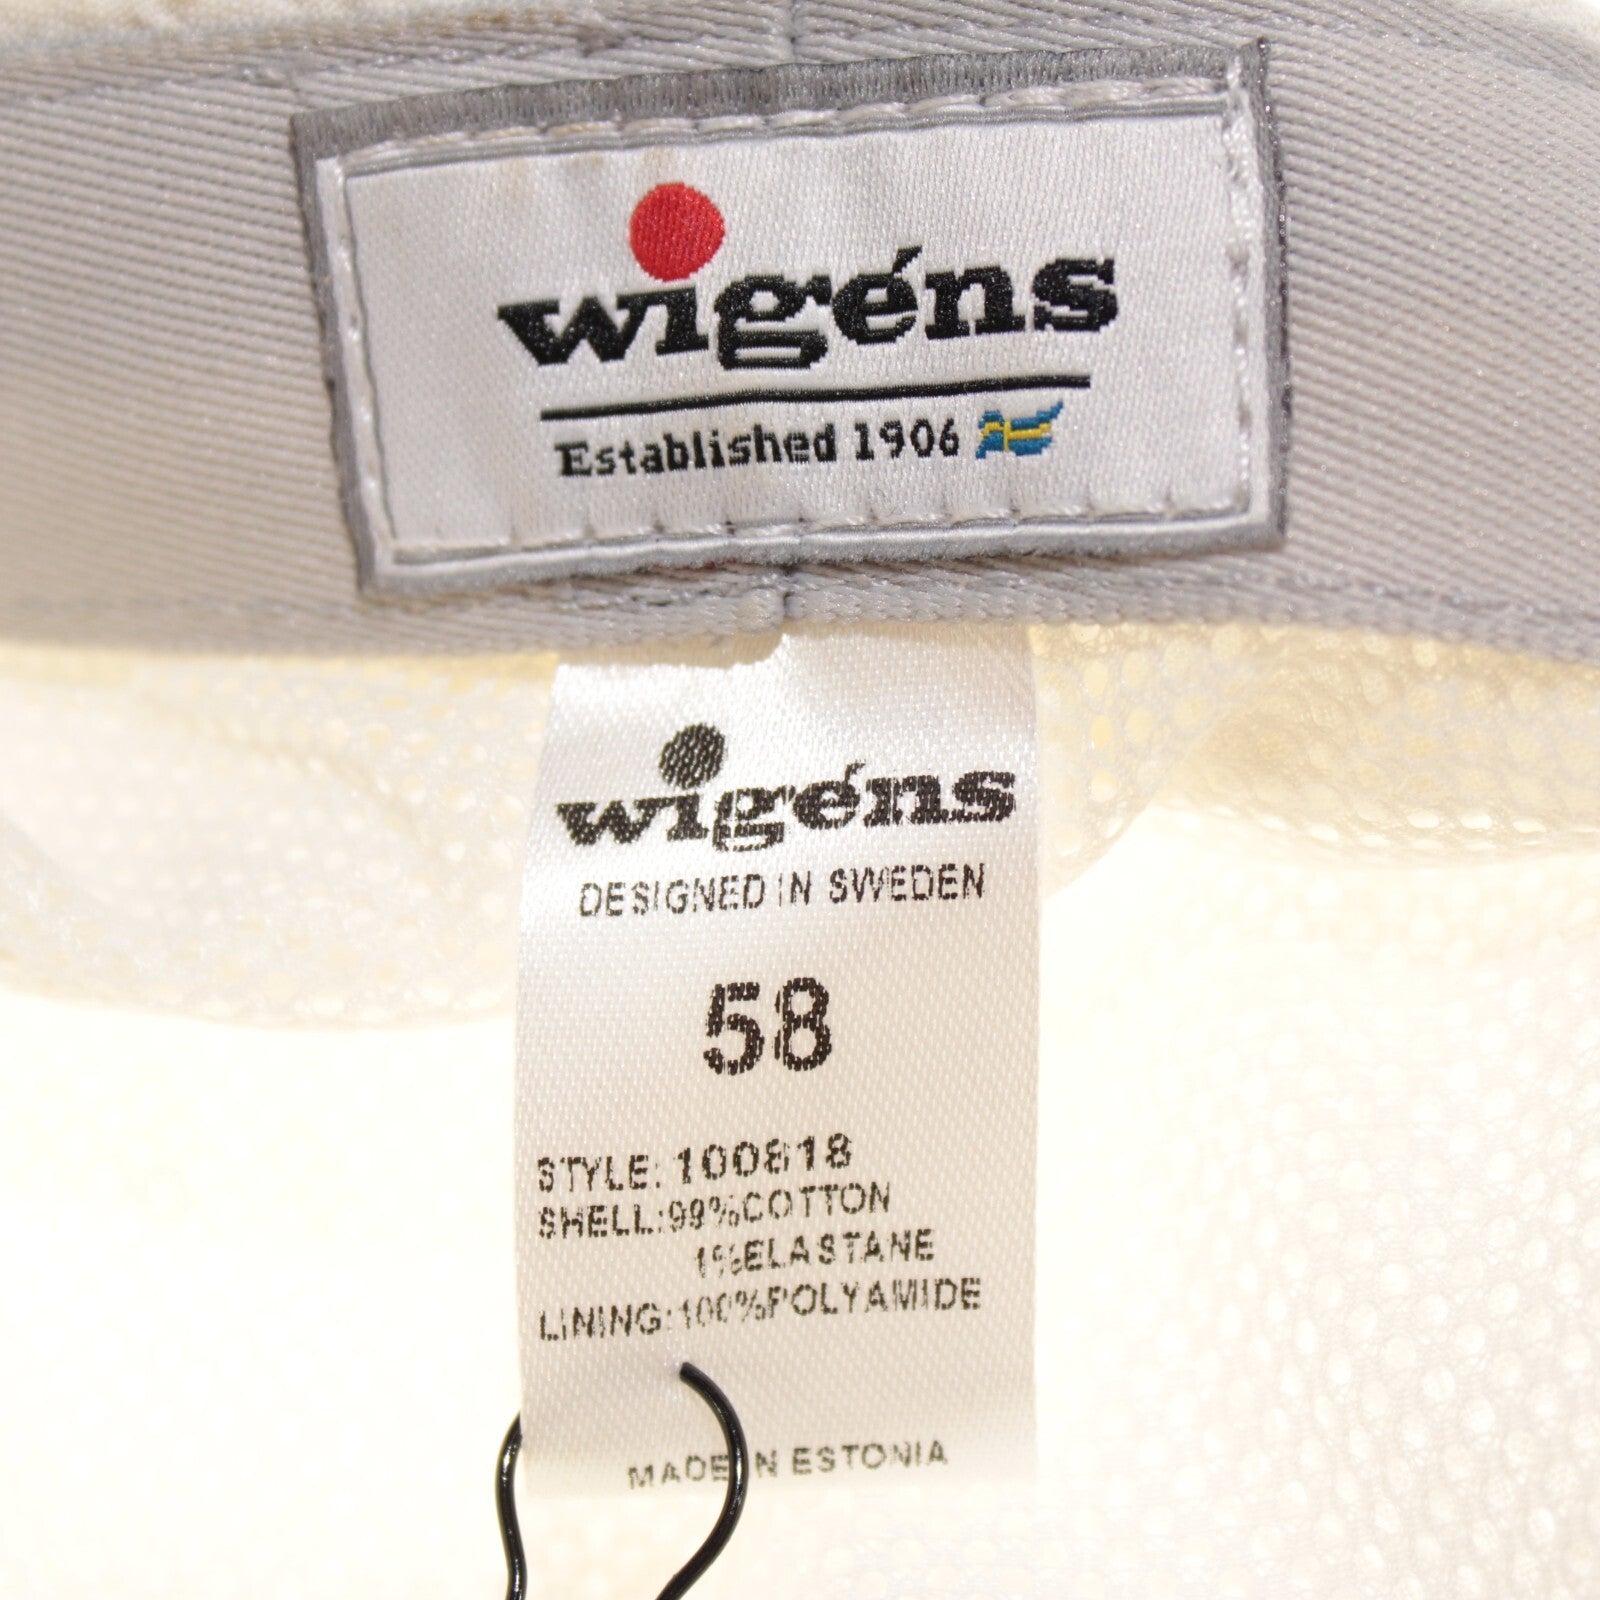 wigéns
Established 1906
wigéns
DESIGNED IN SWEDEN
58
STYLE: 100818
SHELL:99%COTTON
1%ELASTANE
LINING:100%POLYAMIDE
MADE IN ESTONIA